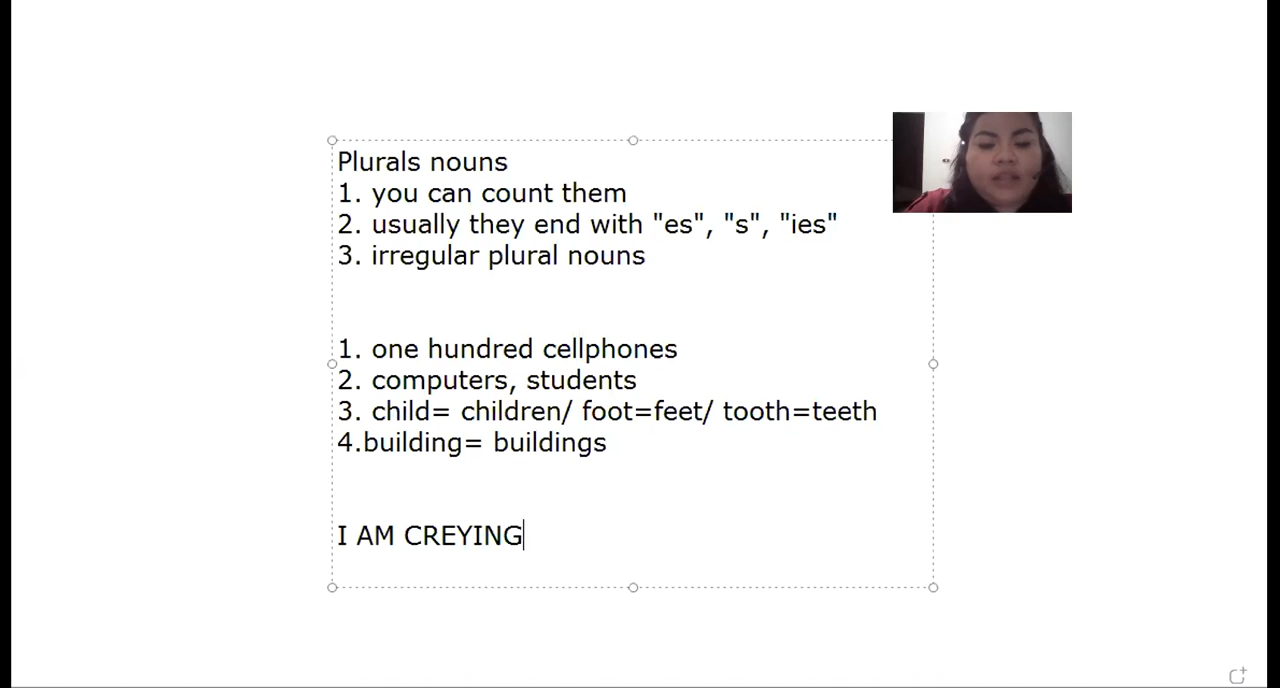 Plurals nouns
1. you can count them
2. usually they end with "es", "s", "ies"
3. irregular plural nouns
1. one hundred cellphones
2. computers, students
3. child= children/ foot=feet/ tooth=teeth
4.building= buildings
I AM CREYING